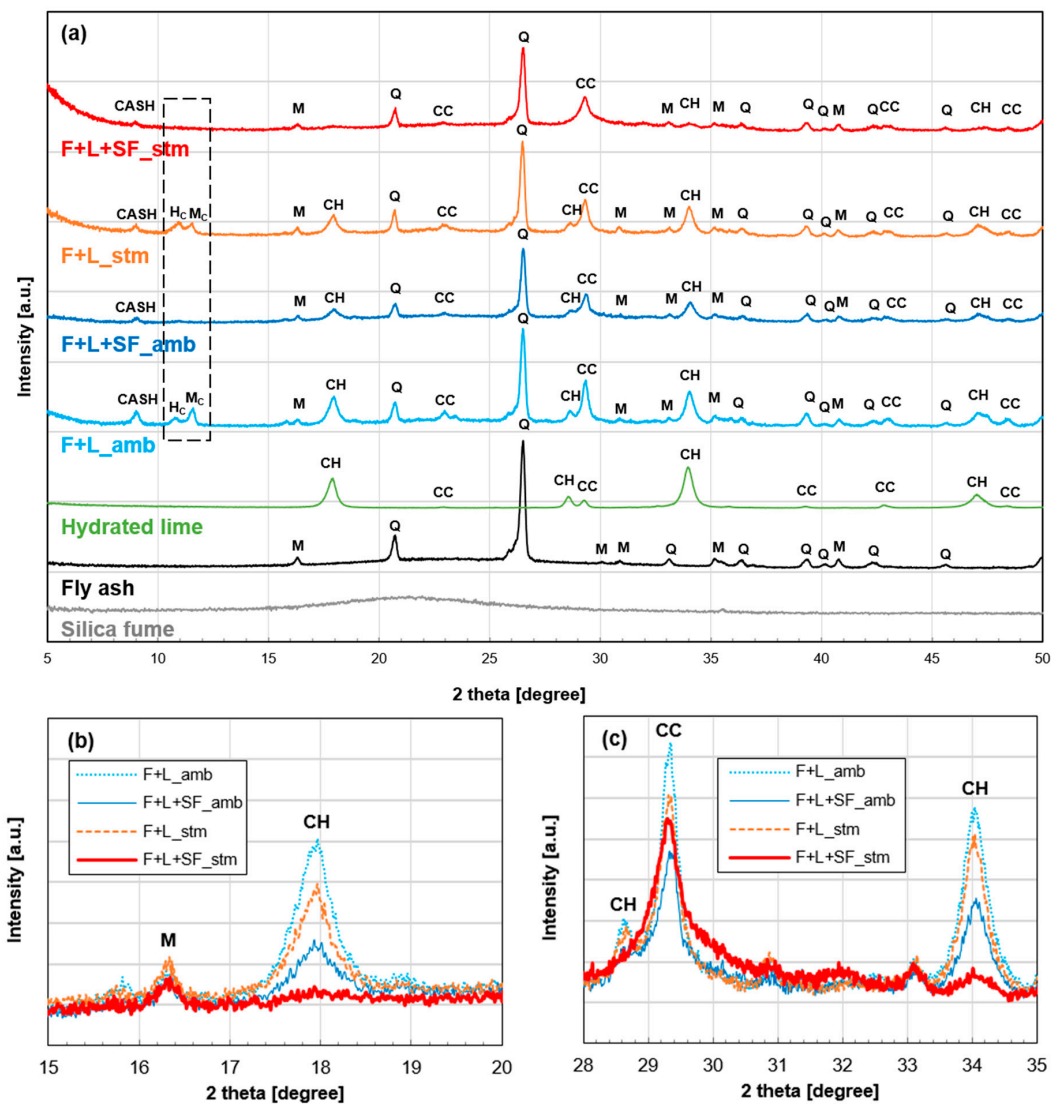 (a)
Q
CASH M Q CC CC M CH M Q Q Q M Q CC Q CH CC
F+L+SF_stm
Q
CASH H_C M_C M CH Q CC CH CC M M CH M Q Q Q M Q CC Q CH CC
F+L_stm
Q
CASH M CH Q CC CH CC M M CH M Q Q Q M Q CC Q CH CC
F+L+SF_amb
Q
CASH H_C M_C M CH Q CC CH CC M M CH M Q Q Q M Q CC Q CH CC
F+L_amb
Q
CH CC CH CC CH CC CC CH CC
Hydrated lime
M Q M M Q M Q Q Q M Q Q
Fly ash
Silica fume
Intensity [a.u.]
5 10 15 20 25 30 35 40 45 50
2 theta [degree]
(b)
F+L_amb
F+L+SF_amb
F+L_stm
F+L+SF_stm
CH
M
Intensity [a.u.]
15 16 17 18 19 20
2 theta [degree]
(c)
CC
F+L_amb
F+L+SF_amb
F+L_stm
F+L+SF_stm
CH
CH
Intensity [a.u.]
28 29 30 31 32 33 34 35
2 theta [degree]